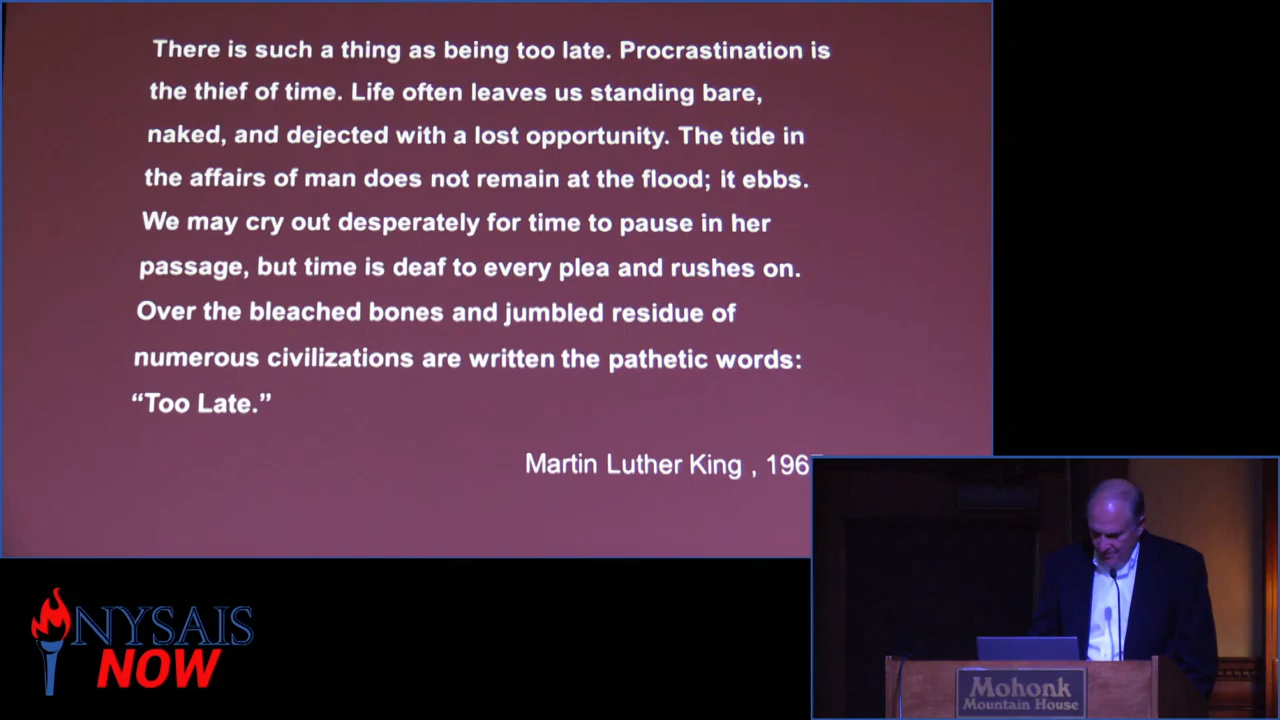 There is such a thing as being too late. Procrastination is
the thief of time. Life often leaves us standing bare,
naked, and dejected with a lost opportunity. The tide in
the affairs of man does not remain at the flood; it ebbs.
We may cry out desperately for time to pause in her
passage, but time is deaf to every plea and rushes on.
Over the bleached bones and jumbled residue of
numerous civilizations are written the pathetic words:
“Too Late.”
Martin Luther King , 196
NYSAIS
NOW
Mohonk
Mountain House